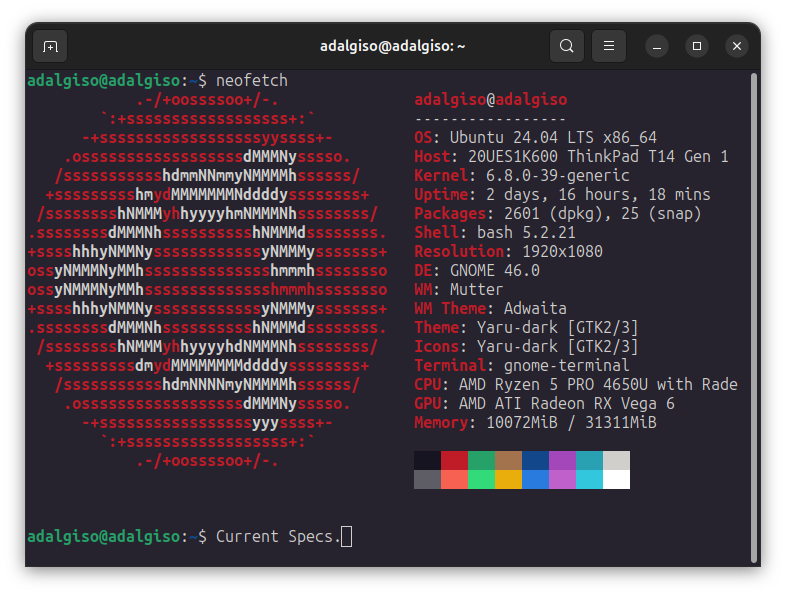 adalgiso@adalgiso: ~
adalgiso@adalgiso:~$ neofetch
            .-/+oossssoo+/-.               adalgiso@adalgiso
        `:+ssssssssssssssssss+:`           -----------------
      -+ssssssssssssssssssyyssss+-         OS: Ubuntu 24.04 LTS x86_64
    .ossssssssssssssssssdMMMNysssso.       Host: 20UES1K600 ThinkPad T14 Gen 1
   /ssssssssssshdmmNNmmyNMMMMhssssss/      Kernel: 6.8.0-39-generic
  +ssssssssshmydMMMMMMMNddddyssssssss+     Uptime: 2 days, 16 hours, 18 mins
 /sssssssshNMMMyhhyyyyhmNMMMNhssssssss/    Packages: 2601 (dpkg), 25 (snap)
.ssssssssdMMMNhsssssssssshNMMMdssssssss.   Shell: bash 5.2.21
+sssshhhyNMMNyssssssssssssyNMMMysssssss+   Resolution: 1920x1080
ossyNMMMNyMMhsssssssssssssshmmmhssssssso   DE: GNOME 46.0
ossyNMMMNyMMhsssssssssssssshmmmhssssssso   WM: Mutter
+sssshhhyNMMNyssssssssssssyNMMMysssssss+   WM Theme: Adwaita
.ssssssssdMMMNhsssssssssshNMMMdssssssss.   Theme: Yaru-dark [GTK2/3]
 /sssssssshNMMMyhhyyyyhdNMMMNhssssssss/    Icons: Yaru-dark [GTK2/3]
  +sssssssssdmydMMMMMMMMddddyssssssss+     Terminal: gnome-terminal
   /ssssssssssshdmNNNNmyNMMMMhssssss/      CPU: AMD Ryzen 5 PRO 4650U with Rade
    .ossssssssssssssssssdMMMNysssso.       GPU: AMD ATI Radeon RX Vega 6
      -+sssssssssssssssssyyyssss+-         Memory: 10072MiB / 31311MiB
        `:+ssssssssssssssssss+:`
            .-/+oossssoo+/-.
adalgiso@adalgiso:~$ Current Specs.